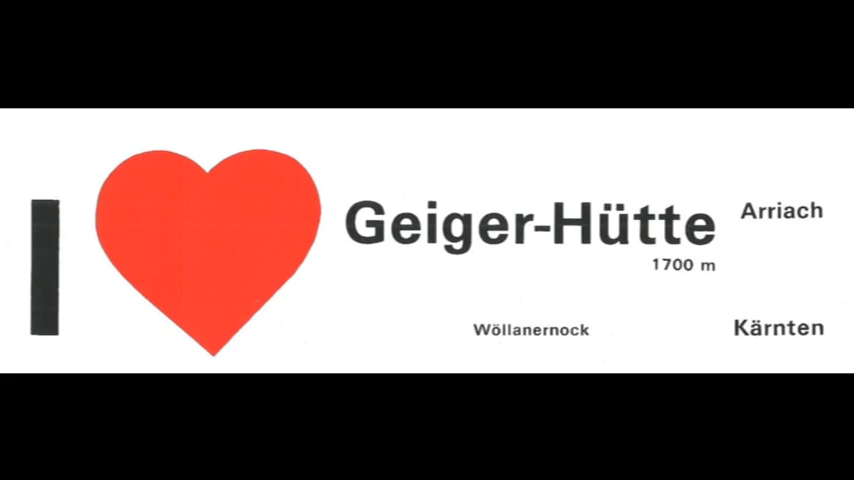 I
Geiger-Hütte
1700 m
Arriach
Wöllanernock
Kärnten